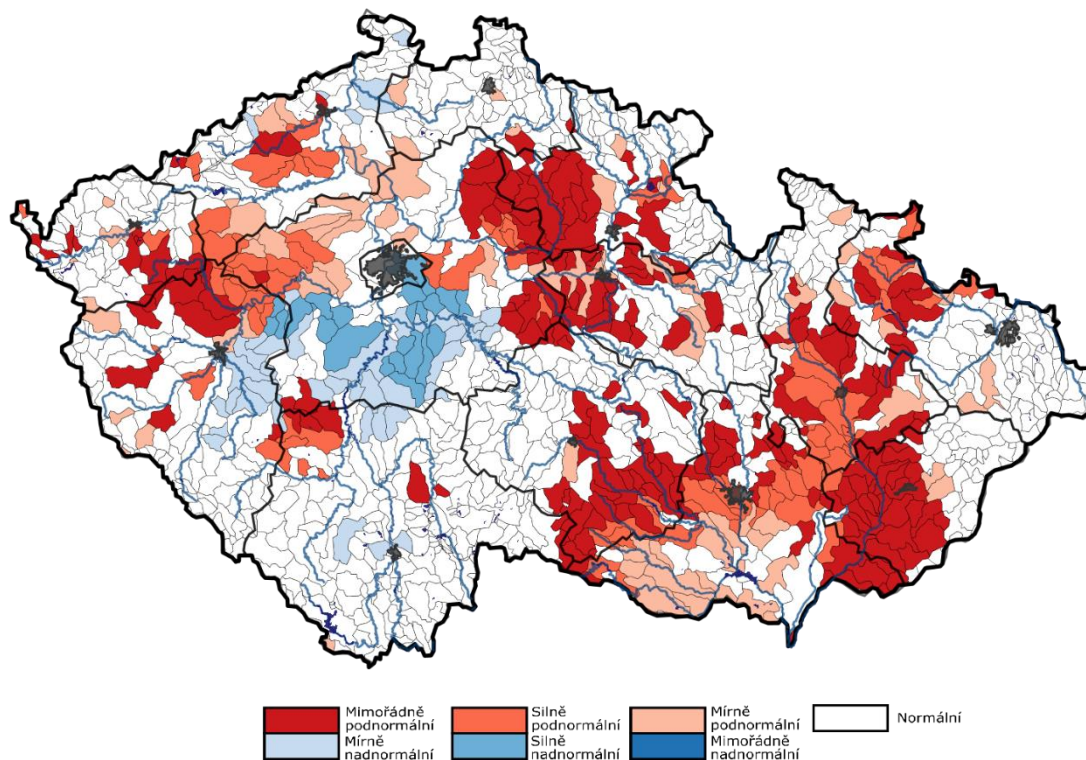 Mimořádně
podnormální
Silně
podnormální
Mírně
podnormální
Normální
Mírně
nadnormální
Silně
nadnormální
Mimořádně
nadnormální